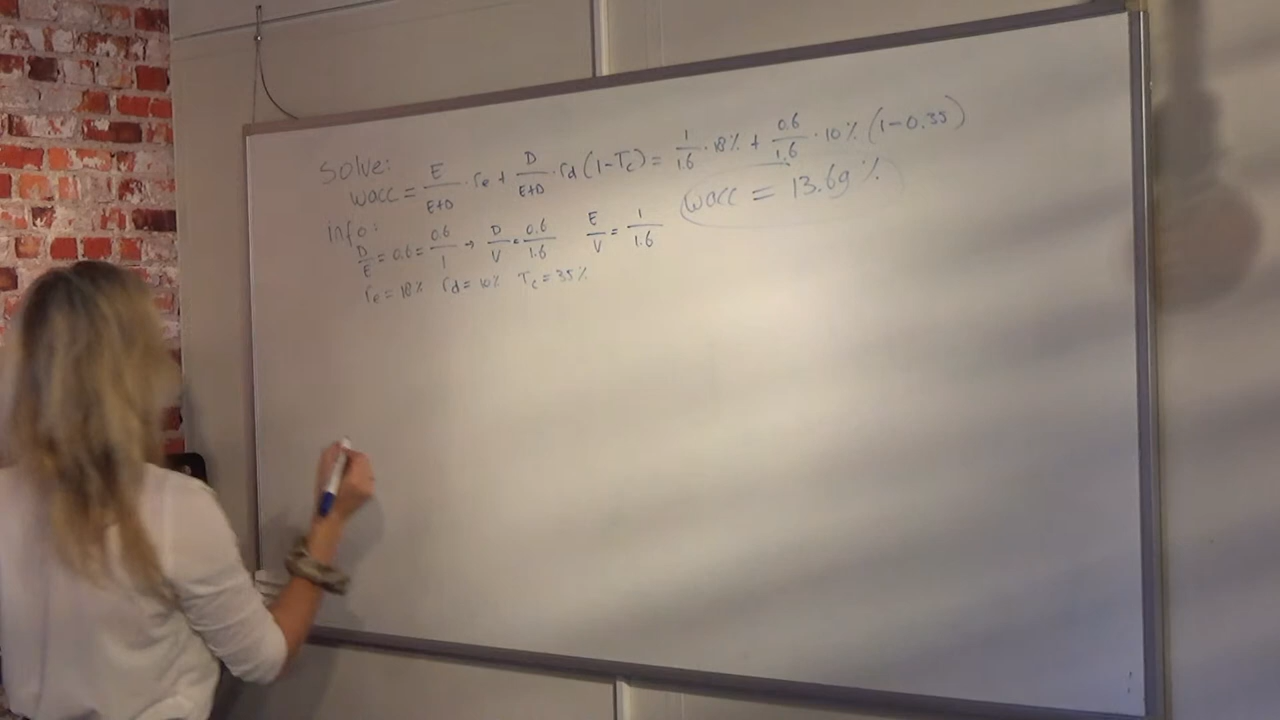 Solve:
wacc = E/E+D · re + D/E+D · rd (1-Tc) = 1/1.6 · 18% + 0.6/1.6 · 10% (1-0.35)
wacc = 13.69%
info:
D/E = 0.6 = 0.6/1 → D/V = 0.6/1.6 E/V = 1/1.6
re = 18% rd = 10% Tc = 35%